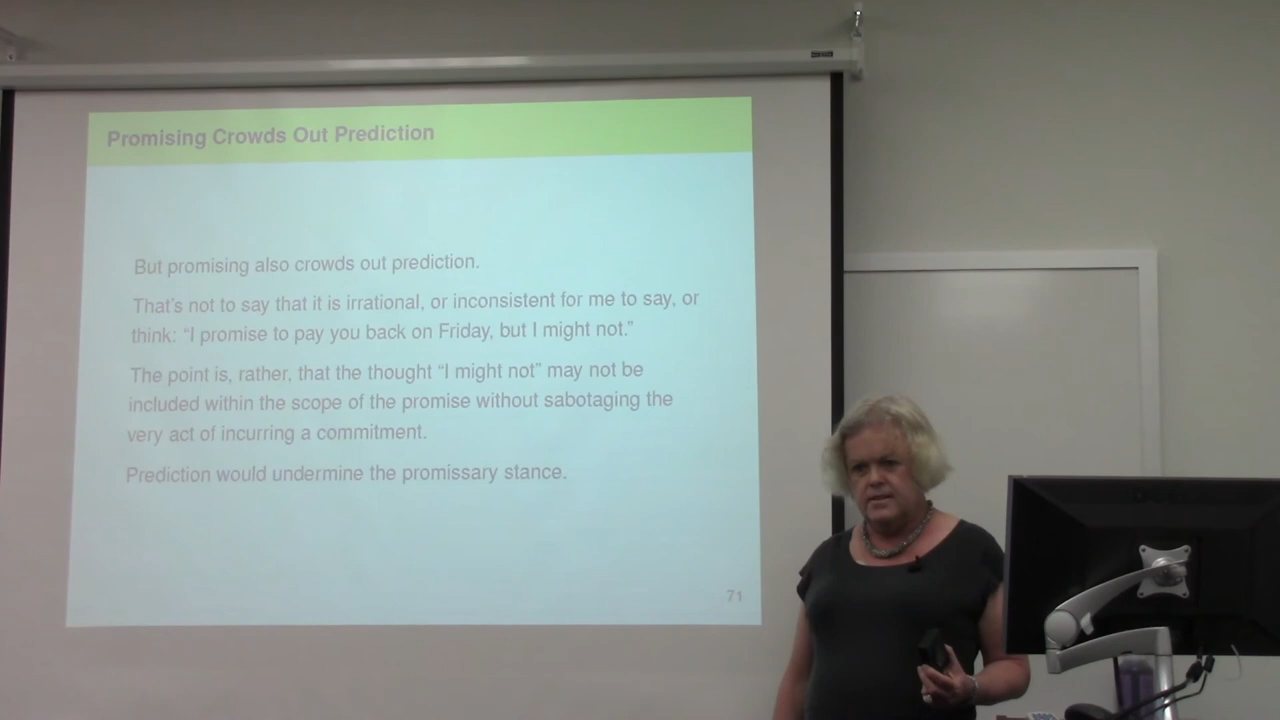 Promising Crowds Out Prediction
But promising also crowds out prediction.
That's not to say that it is irrational, or inconsistent for me to say, or
think: “I promise to pay you back on Friday, but I might not.”
The point is, rather, that the thought “I might not” may not be
included within the scope of the promise without sabotaging the
very act of incurring a commitment.
Prediction would undermine the promissary stance.
71